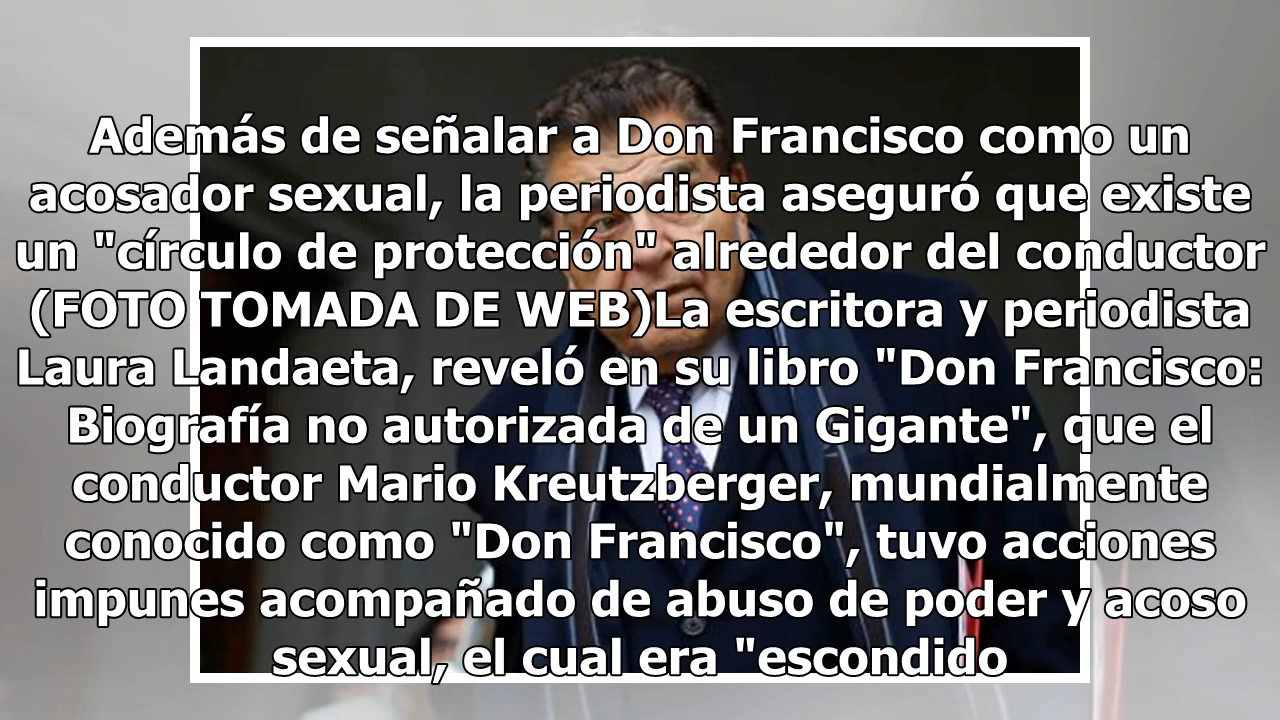 Además de señalar a Don Francisco como un
acosador sexual, la periodista aseguró que existe
un "círculo de protección" alrededor del conductor
(FOTO TOMADA DE WEB)La escritora y periodista
Laura Landaeta, reveló en su libro "Don Francisco:
Biografía no autorizada de un Gigante", que el
conductor Mario Kreutzberger, mundialmente
conocido como "Don Francisco", tuvo acciones
impunes acompañado de abuso de poder y acoso
sexual, el cual era "escondido